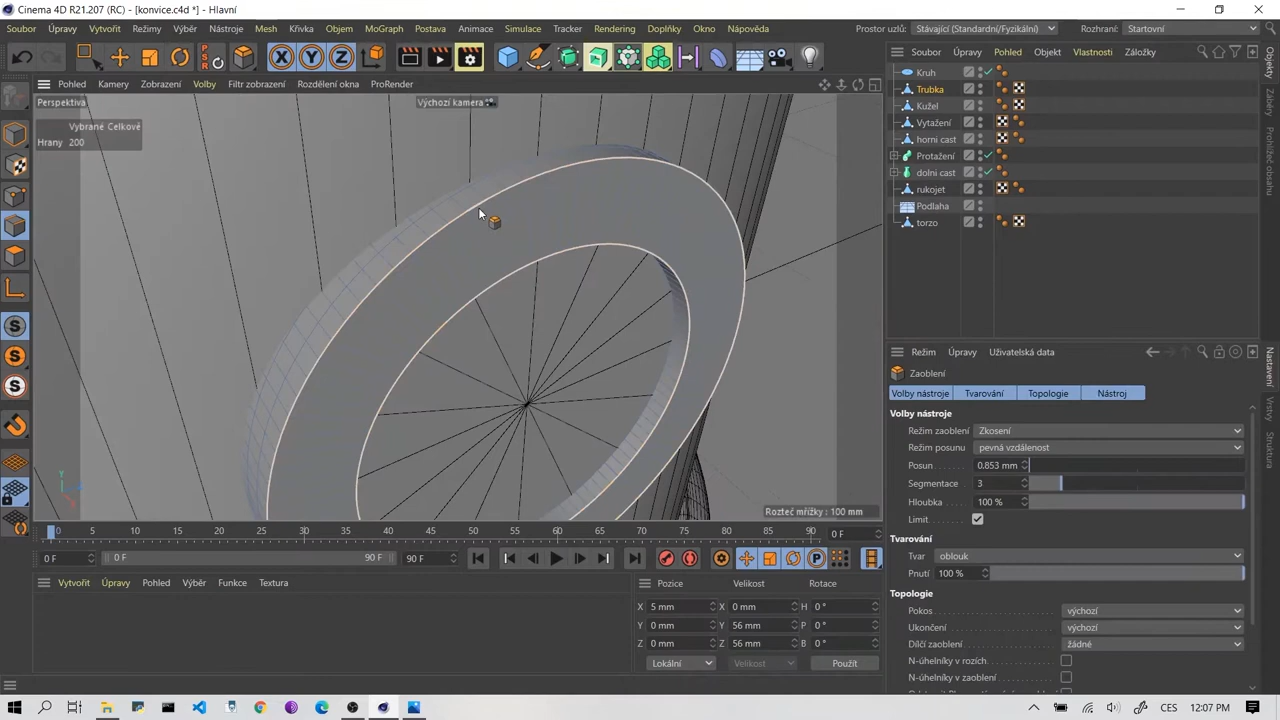 Cinema 4D R21.207 (RC) - [konvice.c4d *] - Hlavní
Soubor Úpravy Vytvořit Režimy Výběr Nástroje Mesh Křivka Objem MoGraph Postava Animace Simulace Tracker Rendering Doplňky Okno Nápověda
Prostor uzlů: Stávající (Standardní/Fyzikální) Rozhraní: Startovní
X Y Z
PSR
Soubor Úpravy Pohled Objekt Vlastnosti Záložky
Pohled Kamery Zobrazení Volby Filtr zobrazení Rozdělení okna ProRender
Perspektiva
Výchozí kamera
Vybrané Celkové
Hrany 200
Kruh
Trubka
Kužel
Vytažení
horni cast
Protažení
dolni cast
rukojet
Podlaha
torzo
Objekty
Záběry
Prohlížeč obsahu
S
S
S
Y
Z
X
Rozteč mřížky : 100 mm
0 5 10 15 20 25 30 35 40 45 50 55 60 65 70 75 80 85 90
0 F
0 F 0 F 90 F 90 F
P
Režim Úpravy Uživatelská data
Zaoblení
Volby nástroje Tvarování Topologie Nástroj
Volby nástroje
Režim zaoblení Zkosení
Režim posunu pevná vzdálenost
Posun 0.853 mm
Segmentace 3
Hloubka 100 %
Limit
Tvarování
Tvar oblouk
Pnutí 100 %
Topologie
Pokos výchozí
Ukončení výchozí
Dílčí zaoblení žádné
N-úhelníky v rozích
N-úhelníky v zaoblení
Nastavení
Vrstvy
Struktura
Vytvořit Úpravy Pohled Výběr Funkce Textura
Pozice Velikost Rotace
X 5 mm X 0 mm H 0 °
Y 0 mm Y 56 mm P 0 °
Z 0 mm Z 56 mm B 0 °
Lokální Velikost Použít
CES 12:07 PM